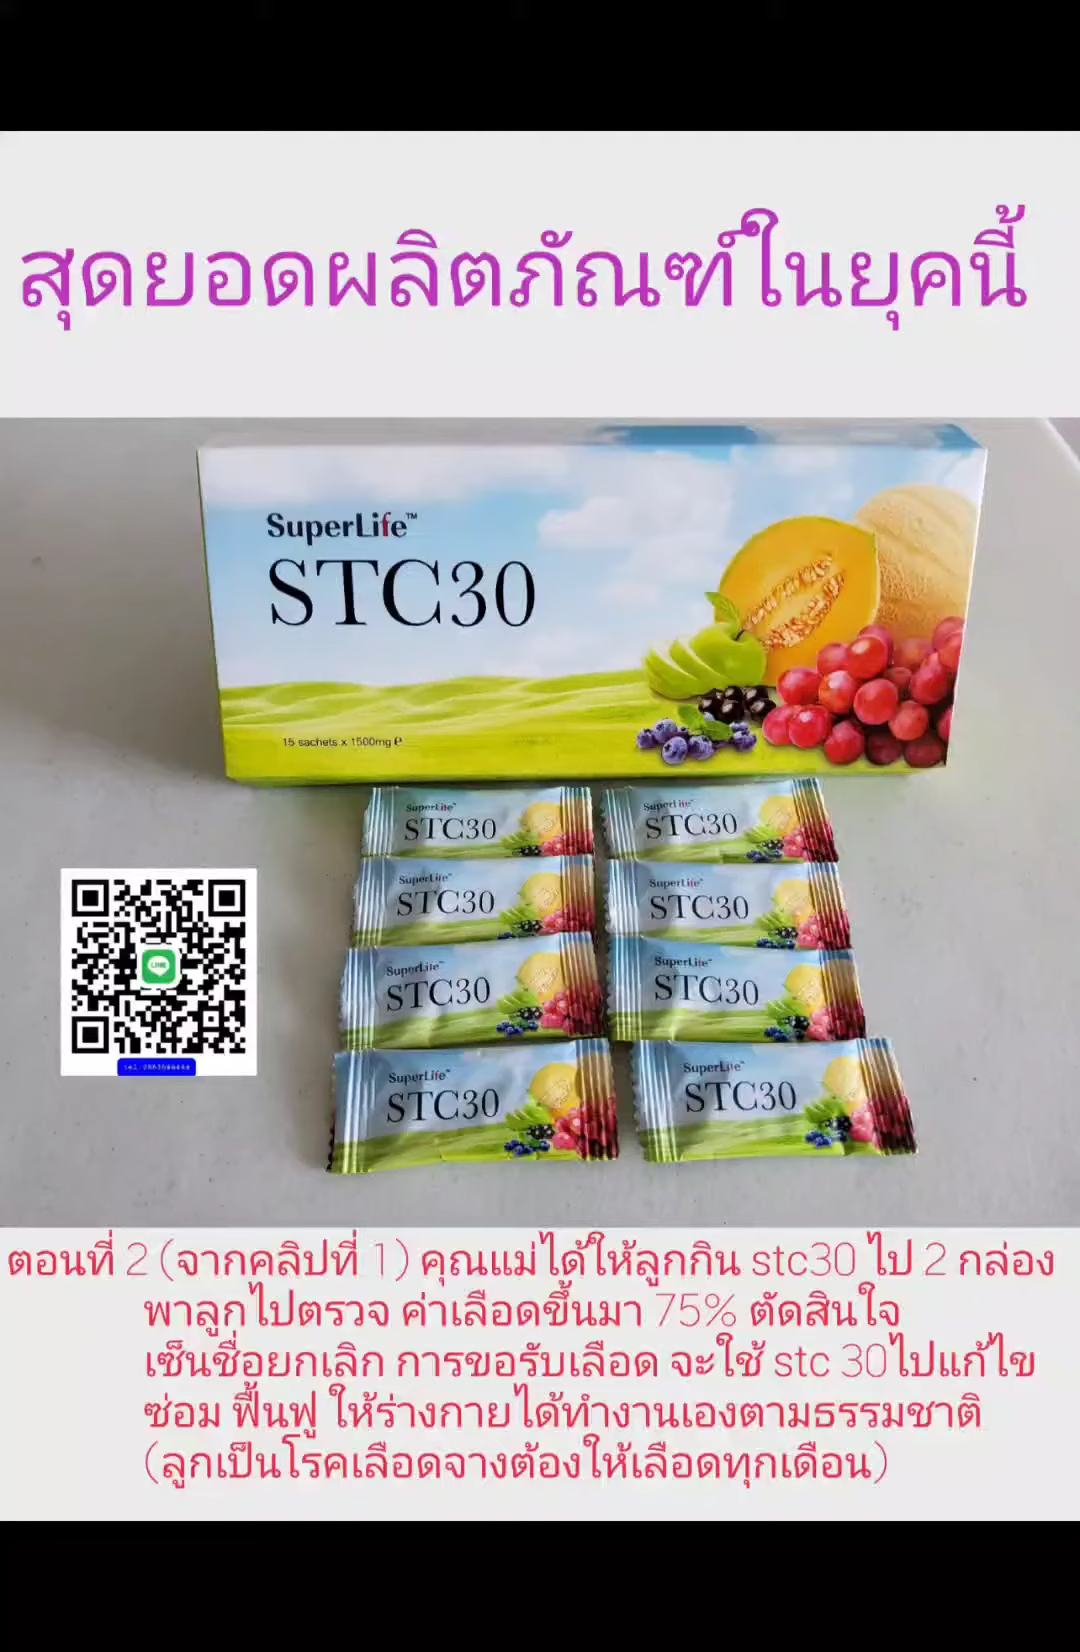 สุดยอดผลิตภัณฑ์ในยุคนี้
SuperLife™
STC30
15 sachets x 1500mg ℮
SuperLife™
STC30
SuperLife™
STC30
SuperLife™
STC30
SuperLife™
STC30
SuperLife™
STC30
SuperLife™
STC30
SuperLife™
STC30
SuperLife™
STC30
LINE
ตอนที่ 2 (จากคลิปที่ 1) คุณแม่ได้ให้ลูกกิน stc30 ไป 2 กล่อง
พาลูกไปตรวจ ค่าเลือดขึ้นมา 75% ตัดสินใจ
เซ็นชื่อยกเลิก การขอรับเลือด จะใช้ stc 30ไปแก้ไข
ซ่อม ฟื้นฟู ให้ร่างกายได้ทำงานเองตามธรรมชาติ
(ลูกเป็นโรคเลือดจางต้องให้เลือดทุกเดือน)